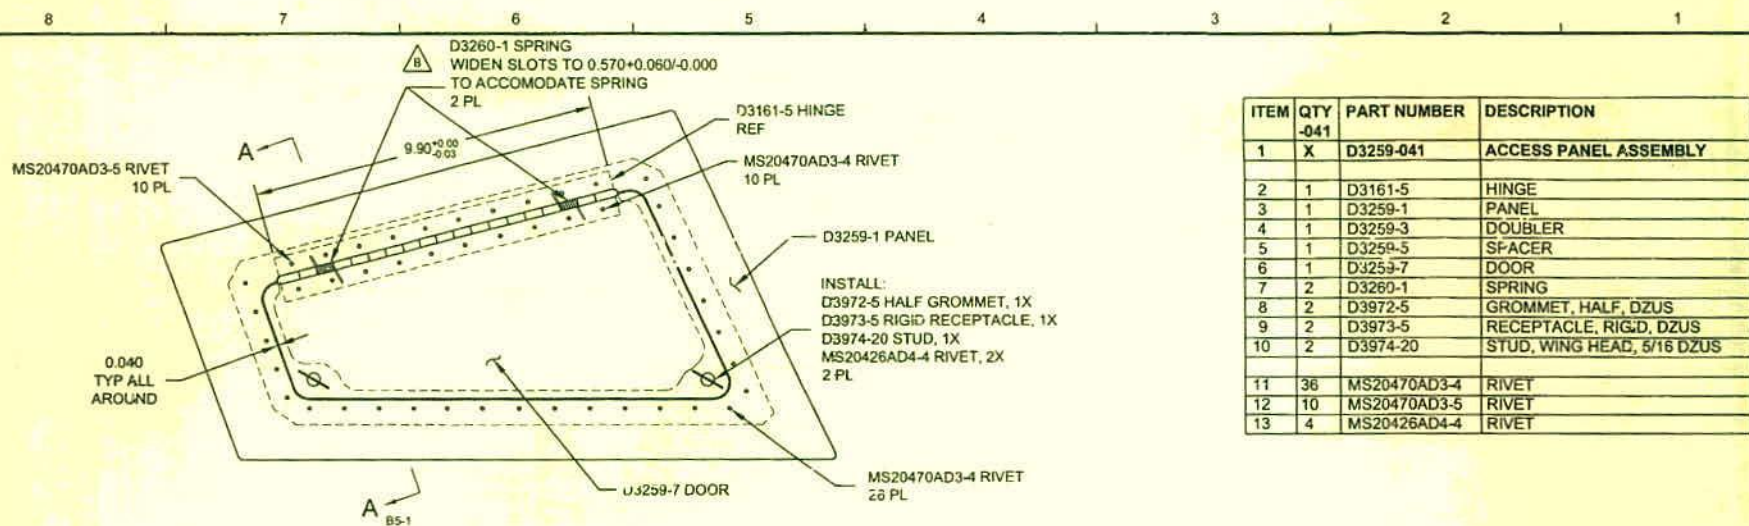 8 7 6 5 4 3 2 1
B
D3260-1 SPRING
WIDEN SLOTS TO 0.570+0.060/-0.000
TO ACCOMODATE SPRING
2 PL
D3161-5 HINGE
REF
A
9.90+0.00
-0.03
MS20470AD3-5 RIVET
10 PL
MS20470AD3-4 RIVET
10 PL
D3259-1 PANEL
INSTALL:
D3972-5 HALF GROMMET, 1X
D3973-5 RIGID RECEPTACLE, 1X
D3974-20 STUD, 1X
MS20426AD4-4 RIVET, 2X
2 PL
0.040
TYP ALL
AROUND
MS20470AD3-4 RIVET
26 PL
D3259-7 DOOR
A
B5-1
ITEM QTY PART NUMBER DESCRIPTION
-041
1 X D3259-041 ACCESS PANEL ASSEMBLY
2 1 D3161-5 HINGE
3 1 D3259-1 PANEL
4 1 D3259-3 DOUBLER
5 1 D3259-5 SPACER
6 1 D3259-7 DOOR
7 2 D3260-1 SPRING
8 2 D3972-5 GROMMET, HALF, DZUS
9 2 D3973-5 RECEPTACLE, RIGID, DZUS
10 2 D3974-20 STUD, WING HEAD, 5/16 DZUS
11 36 MS20470AD3-4 RIVET
12 10 MS20470AD3-5 RIVET
13 4 MS20426AD4-4 RIVET